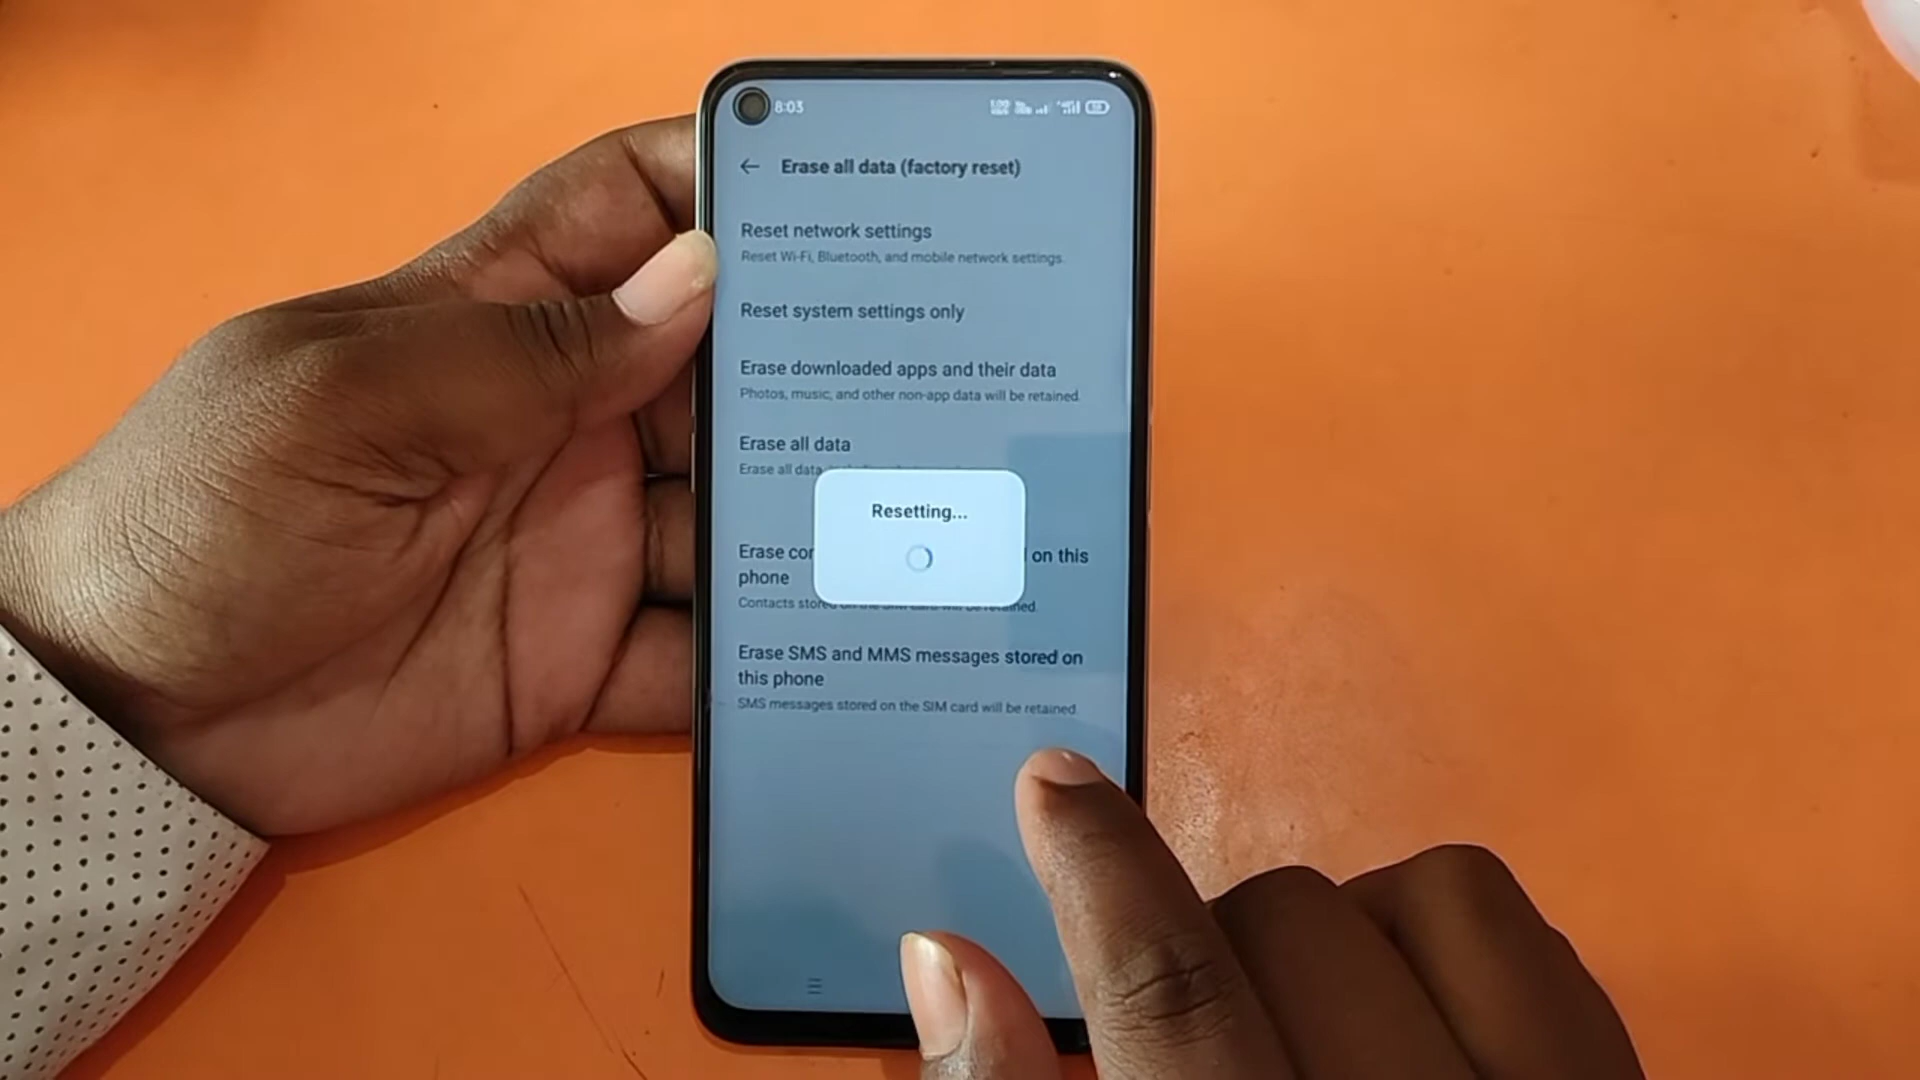 8:03
Erase all data (factory reset)
Reset network settings
Reset Wi-Fi, Bluetooth, and mobile network settings.
Reset system settings only
Erase downloaded apps and their data
Photos, music, and other non-app data will be retained.
Erase all data
Erase all data
Resetting...
Erase on this
phone
Contacts
Erase SMS and MMS messages stored on
this phone
SMS messages stored on the SIM card will be retained.